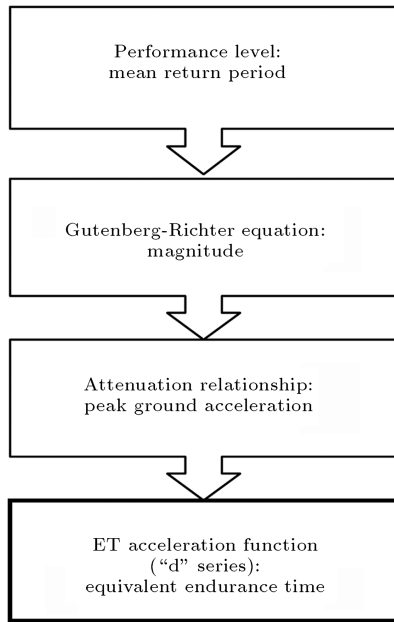 Performance level:
mean return period
Gutenberg-Richter equation:
magnitude
Attenuation relationship:
peak ground acceleration
ET acceleration function
(“d” series):
equivalent endurance time